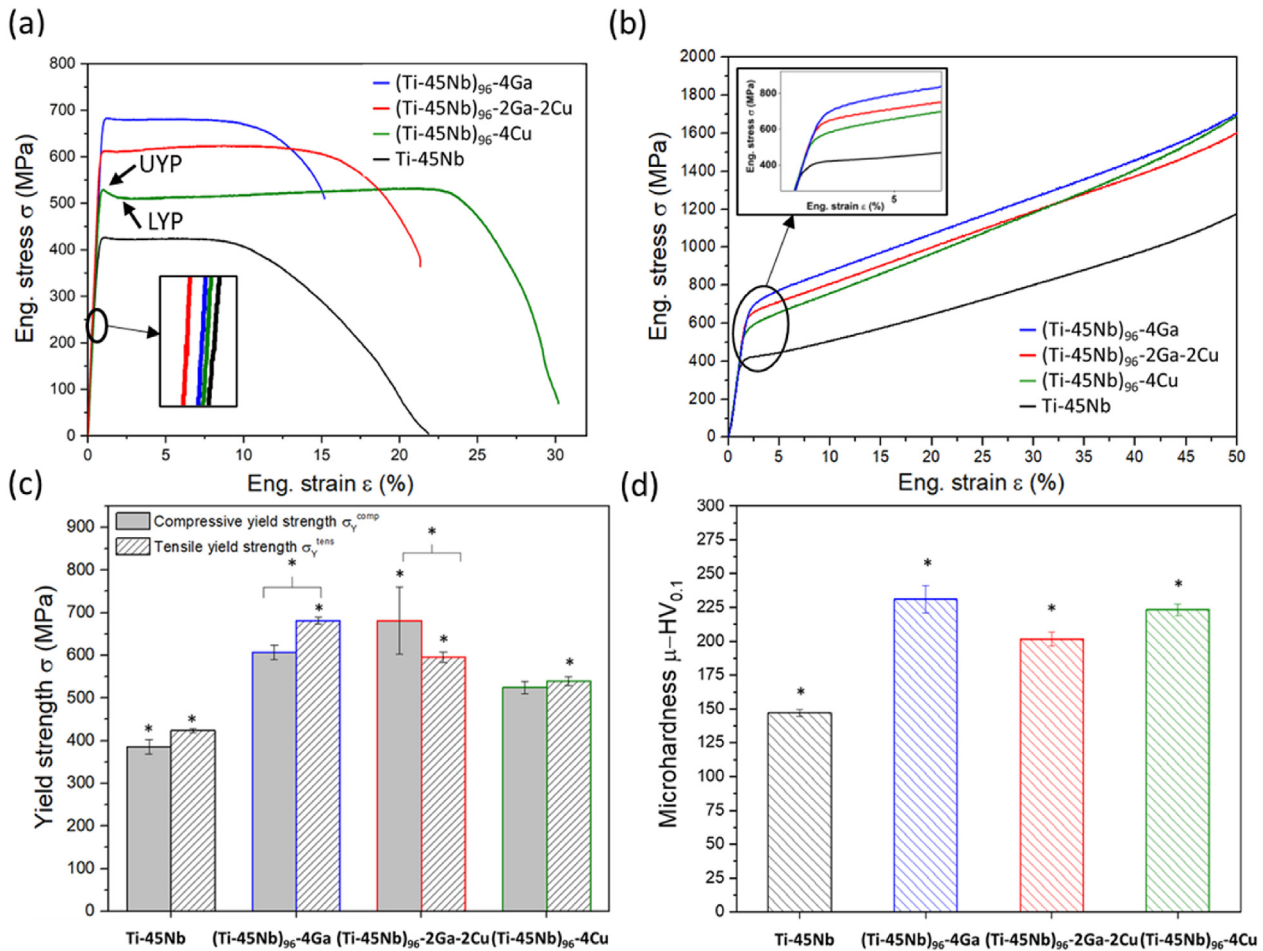 (a)
Eng. stress σ (MPa)
800
700
600
500
400
300
200
100
0
0 5 10 15 20 25 30
Eng. strain ε (%)
(Ti-45Nb)96-4Ga
(Ti-45Nb)96-2Ga-2Cu
(Ti-45Nb)96-4Cu
Ti-45Nb
UYP
LYP
(b)
Eng. stress σ (MPa)
2000
1800
1600
1400
1200
1000
800
600
400
200
0
0 5 10 15 20 25 30 35 40 45 50
Eng. strain ε (%)
Eng. stress σ (MPa)
800
600
400
5
Eng. strain ε (%)
(Ti-45Nb)96-4Ga
(Ti-45Nb)96-2Ga-2Cu
(Ti-45Nb)96-4Cu
Ti-45Nb
(c)
Yield strength σ (MPa)
900
800
700
600
500
400
300
200
100
0
Compressive yield strength σY comp
Tensile yield strength σY tens
* * * * * * * *
Ti-45Nb (Ti-45Nb)96-4Ga (Ti-45Nb)96-2Ga-2Cu (Ti-45Nb)96-4Cu
(d)
Microhardness μ-HV0.1
300
275
250
225
200
175
150
125
100
75
50
25
0
* * * *
Ti-45Nb (Ti-45Nb)96-4Ga (Ti-45Nb)96-2Ga-2Cu (Ti-45Nb)96-4Cu